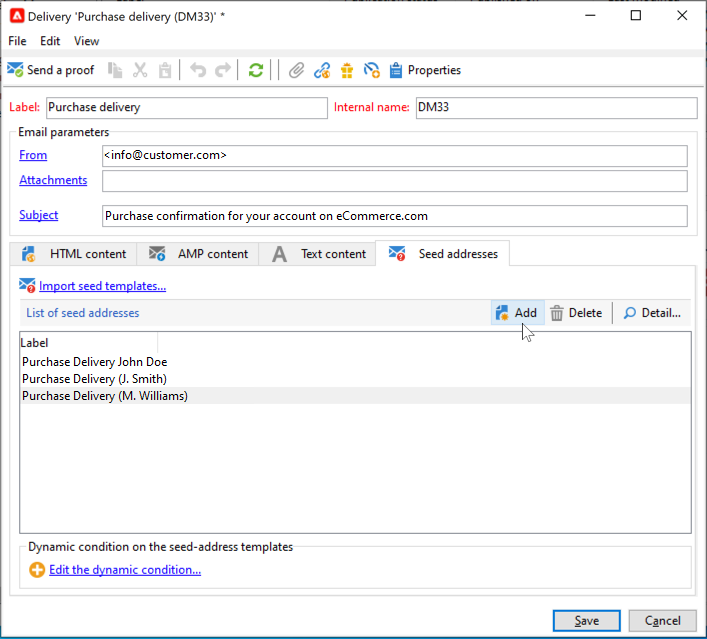 Delivery 'Purchase delivery (DM33)' *
File Edit View
Send a proof Properties
Label: Purchase delivery Internal name: DM33
Email parameters
From <info@customer.com>
Attachments
Subject Purchase confirmation for your account on eCommerce.com
HTML content AMP content Text content Seed addresses
Import seed templates...
List of seed addresses Add Delete Detail...
Label
Purchase Delivery John Doe
Purchase Delivery (J. Smith)
Purchase Delivery (M. Williams)
Dynamic condition on the seed-address templates
Edit the dynamic condition...
Save Cancel